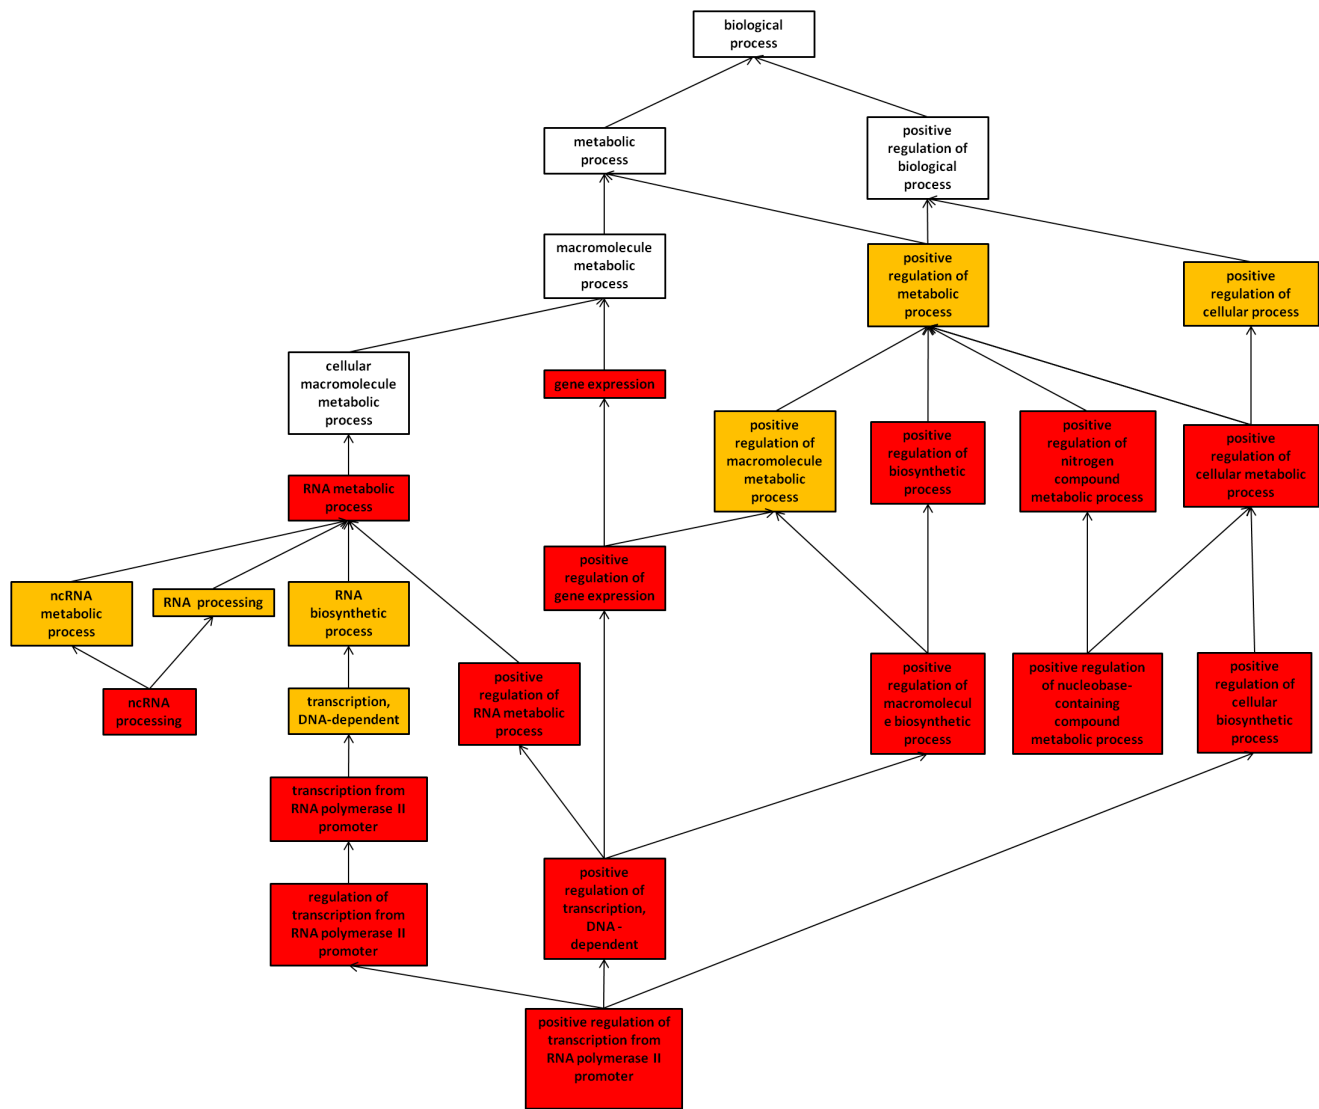 biological
process
metabolic
process
positive
regulation of
biological
process
macromolecule
metabolic
process
positive
regulation of
metabolic
process
positive
regulation of
cellular process
cellular
macromolecule
metabolic
process
gene expression
positive
regulation of
macromolecule
metabolic
process
positive
regulation of
biosynthetic
process
positive
regulation of
nitrogen
compound
metabolic process
positive
regulation of
cellular metabolic
process
RNA metabolic
process
positive
regulation of
gene expression
ncRNA
metabolic
process
RNA processing
RNA
biosynthetic
process
ncRNA
processing
transcription,
DNA-dependent
positive
regulation of
RNA metabolic
process
positive
regulation of
macromolecul
e biosynthetic
process
positive regulation
of nucleobase-
containing
compound
metabolic process
positive
regulation of
cellular
biosynthetic
process
transcription from
RNA polymerase II
promoter
regulation of
transcription from
RNA polymerase II
promoter
positive
regulation of
transcription,
DNA -
dependent
positive regulation of
transcription from
RNA polymerase II
promoter